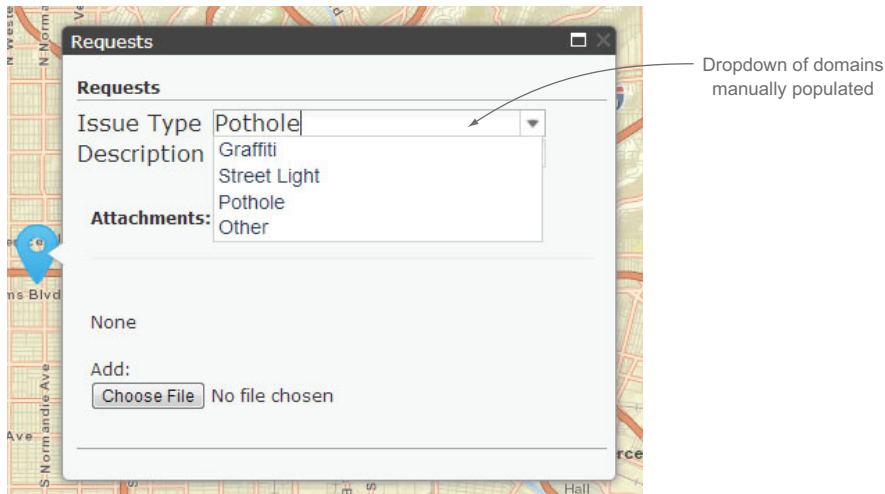 Requests
Requests
Issue Type Pothole
Description
Graffiti
Street Light
Pothole
Other
Attachments:
None
Add:
Choose File No file chosen
Dropdown of domains
manually populated
N Norma
ms Blvd
S Normandie Ave
Ave
Hall